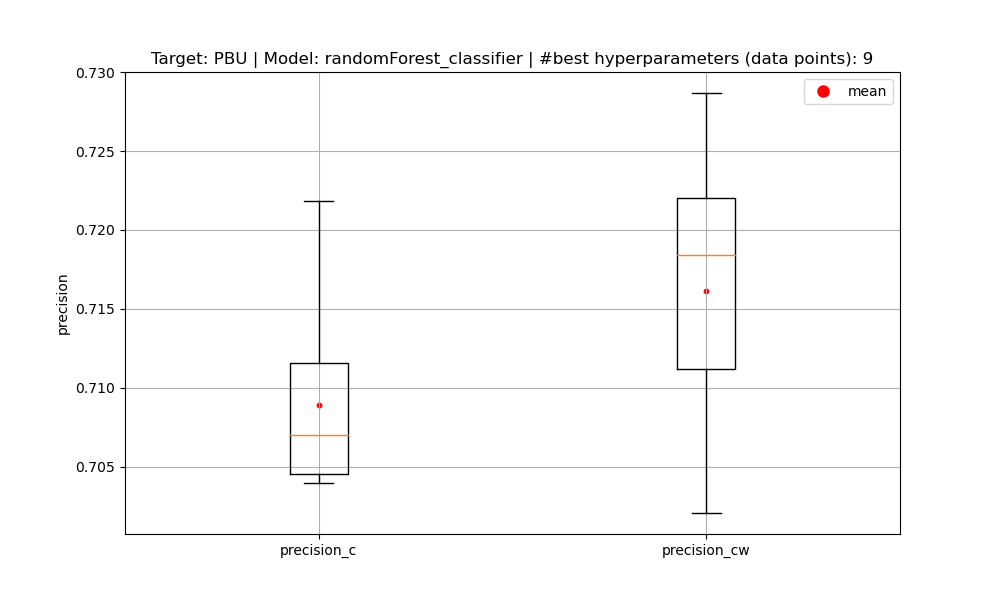 Target: PBU | Model: randomForest_classifier | #best hyperparameters (data points): 9
mean
0.730
0.725
0.720
0.715
0.710
0.705
precision
precision_c
precision_cw